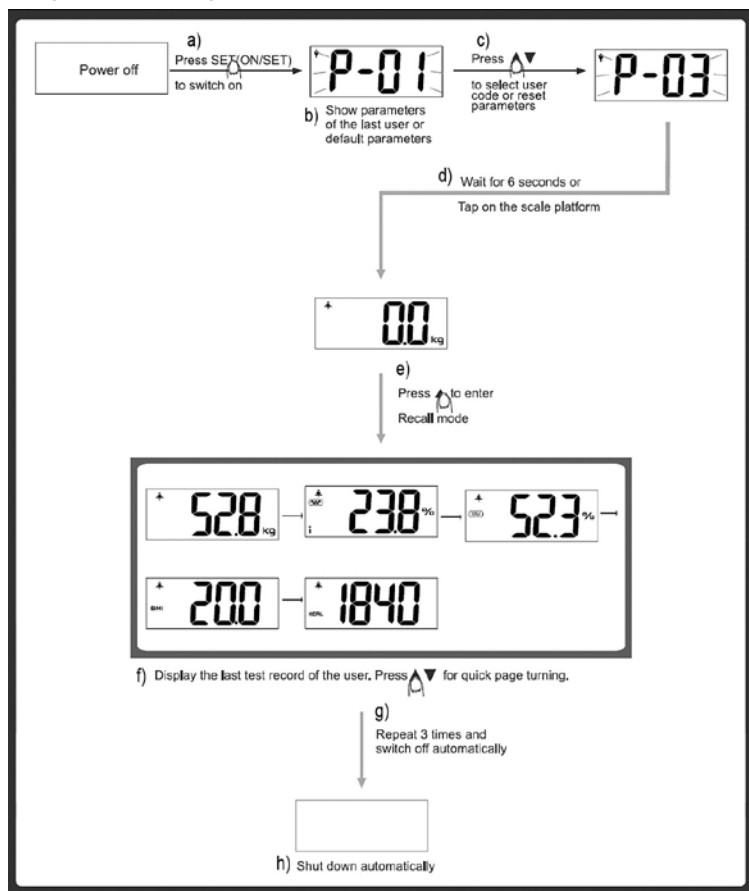 Power off
a)
Press SET(ON/SET)
to switch on
P-01
b) Show parameters
of the last user or
default parameters
c)
Press ▲▼
to select user
code or reset
parameters
P-03
d) Wait for 6 seconds or
Tap on the scale platform
0.0 kg
e)
Press ▲ to enter
Recall mode
52.8 kg
23.8 %
52.3 %
BMI 20.0
KCAL 1840
f) Display the last test record of the user. Press ▲▼ for quick page turning.
g)
Repeat 3 times and
switch off automatically
h) Shut down automatically